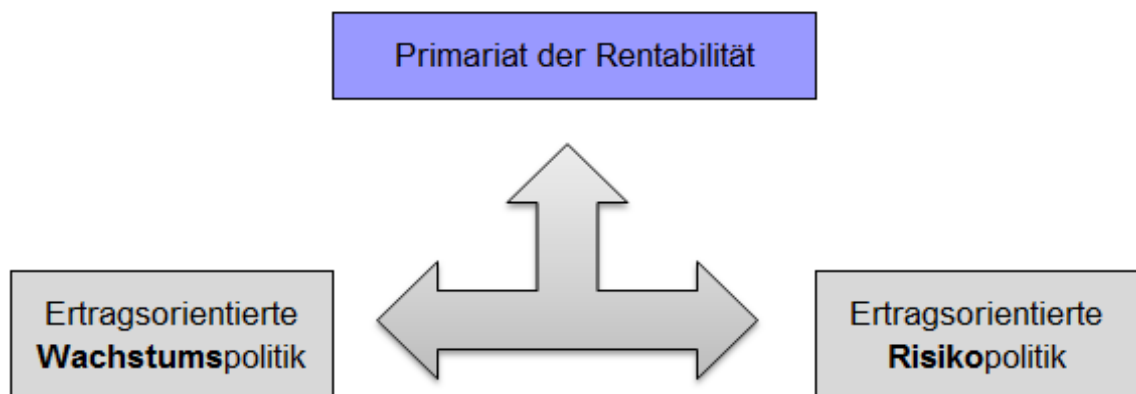 Primariat der Rentabilität
Ertragsorientierte
Wachstumspolitik
Ertragsorientierte
Risikopolitik